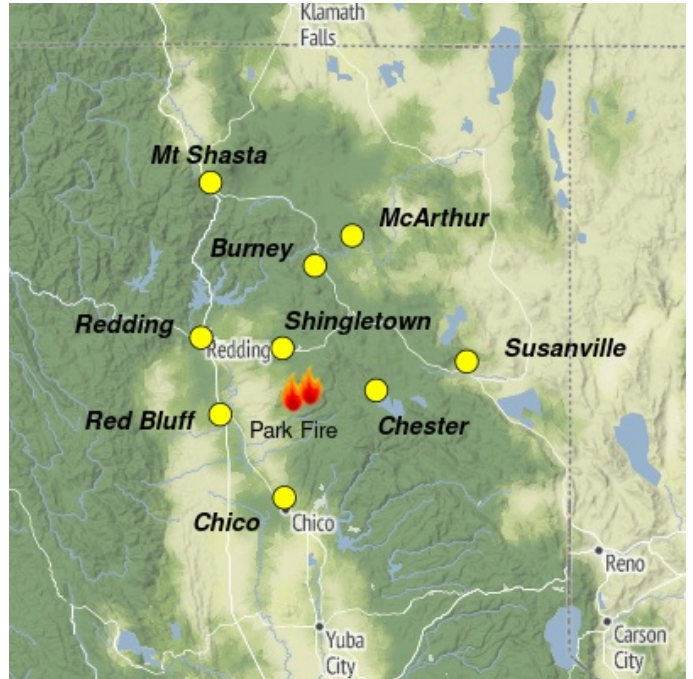 Klamath
Falls
Mt Shasta
McArthur
Burney
Redding
Shingletown
Redding
Susanville
Red Bluff
Park Fire
Chester
Chico
Chico
Reno
Yuba
City
Carson
City